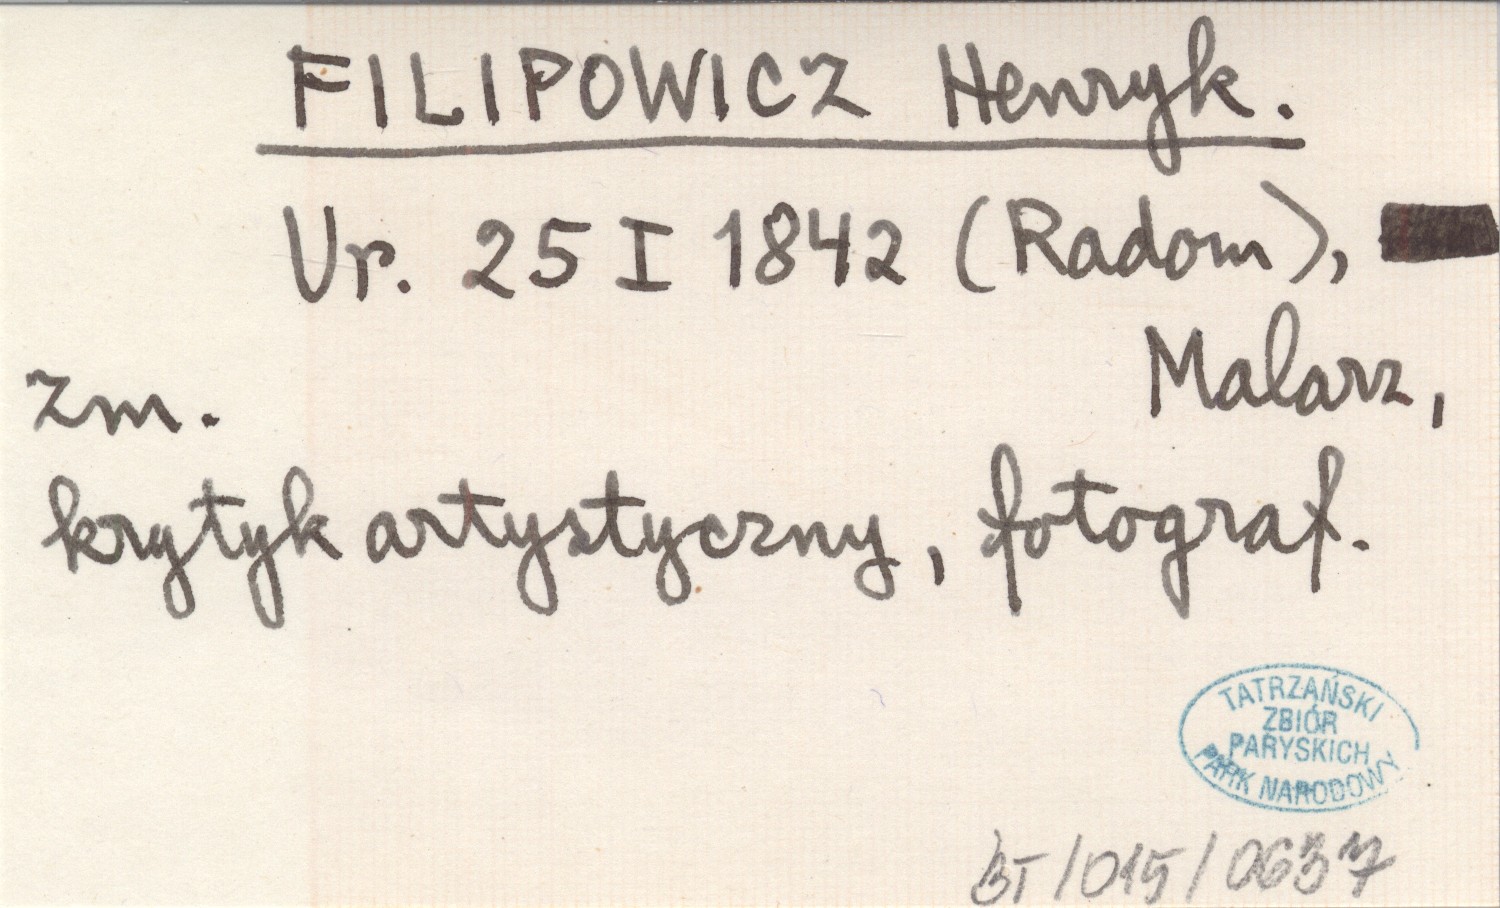 FILIPOWICZ Henryk.
Ur. 25 I 1842 (Radom),
Malarz,
zm.
krytyk artystyczny, fotograf.
TATRZAŃSKI
ZBIÓR
PARYSKICH
PARK NARODOWY
BT/015/0637